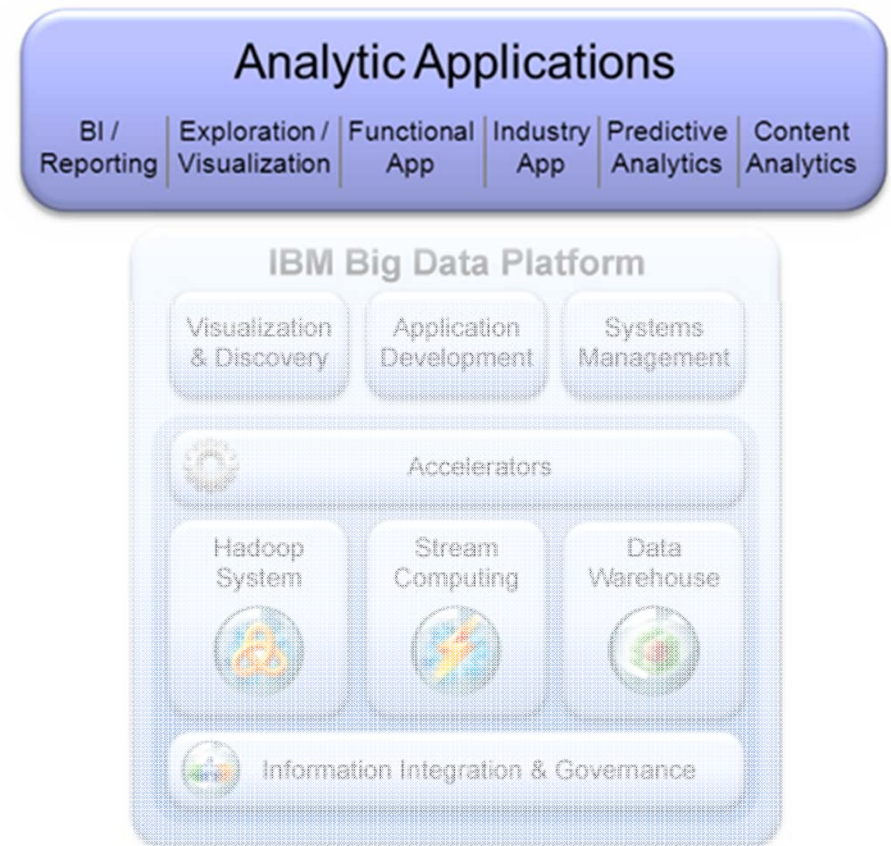 Analytic Applications
BI /
Reporting
Exploration /
Visualization
Functional
App
Industry
App
Predictive
Analytics
Content
Analytics
IBM Big Data Platform
Visualization
& Discovery
Application
Development
Systems
Management
Accelerators
Hadoop
System
Stream
Computing
Data
Warehouse
Information Integration & Governance